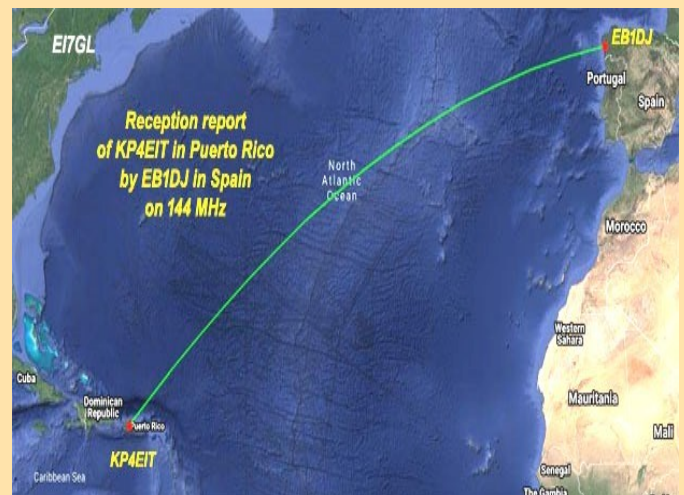 EI7GL
EB1DJ
Portugal
Spain
Reception report
of KP4EIT in Puerto Rico
by EB1DJ in Spain
on 144 MHz
North
Atlantic
Ocean
Morocco
Western
Sahara
Cuba
Dominican
Republic
Puerto Rico
Mauritania
Mali
KP4EIT
Caribbean Sea
Senegal
The Gambia